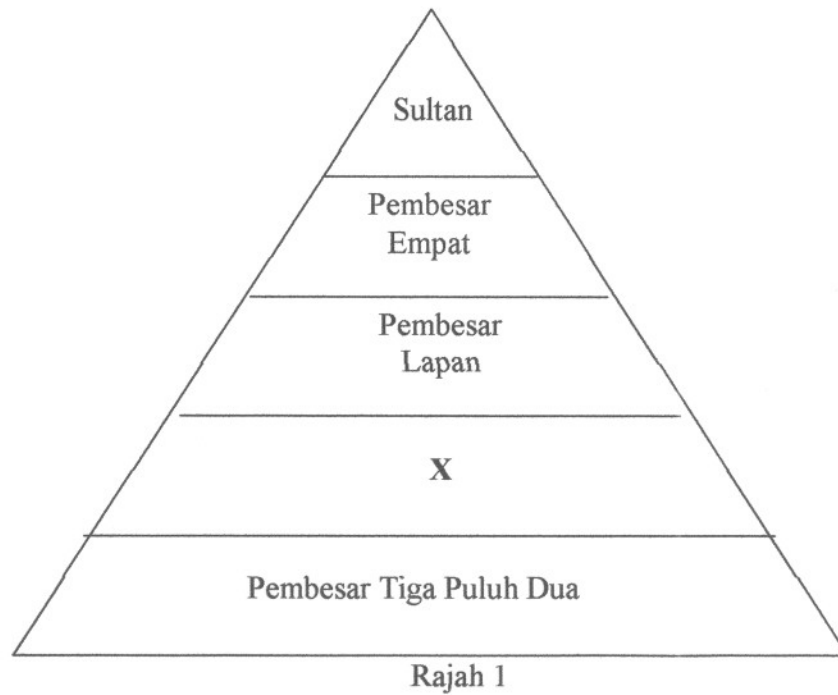 Sultan
Pembesar
Empat
Pembesar
Lapan
X
Pembesar Tiga Puluh Dua
Rajah 1